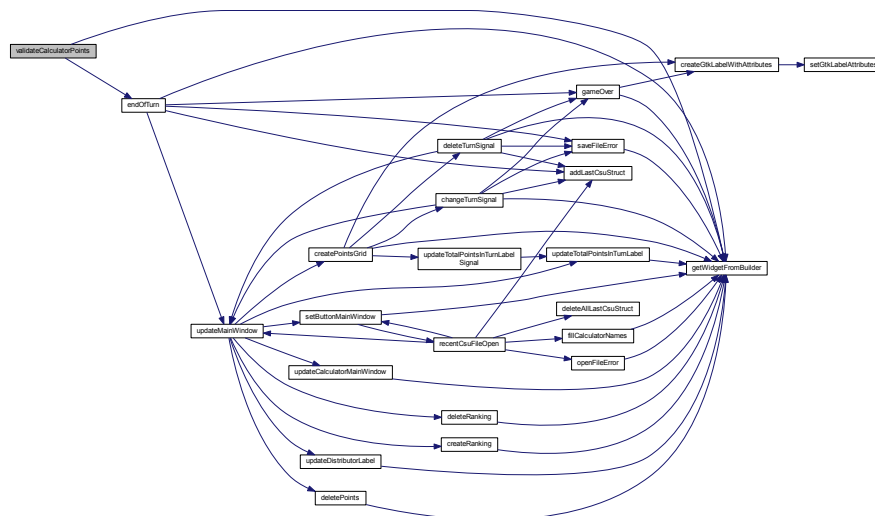 validateCalculatorPoints
createGtkLabelWithAttributes
setGtkLabelAttributes
gameOver
endOfTurn
deleteTurnSignal
saveFileError
addLastCsuStruct
changeTurnSignal
createPointsGrid
updateTotalPointsInTurnLabel
Signal
updateTotalPointsInTurnLabel
getWidgetFromBuilder
deleteAllLastCsuStruct
setButtonMainWindow
updateMainWindow
fillCalculatorNames
recentCsuFileOpen
openFileError
updateCalculatorMainWindow
deleteRanking
createRanking
updateDistributorLabel
deletePoints